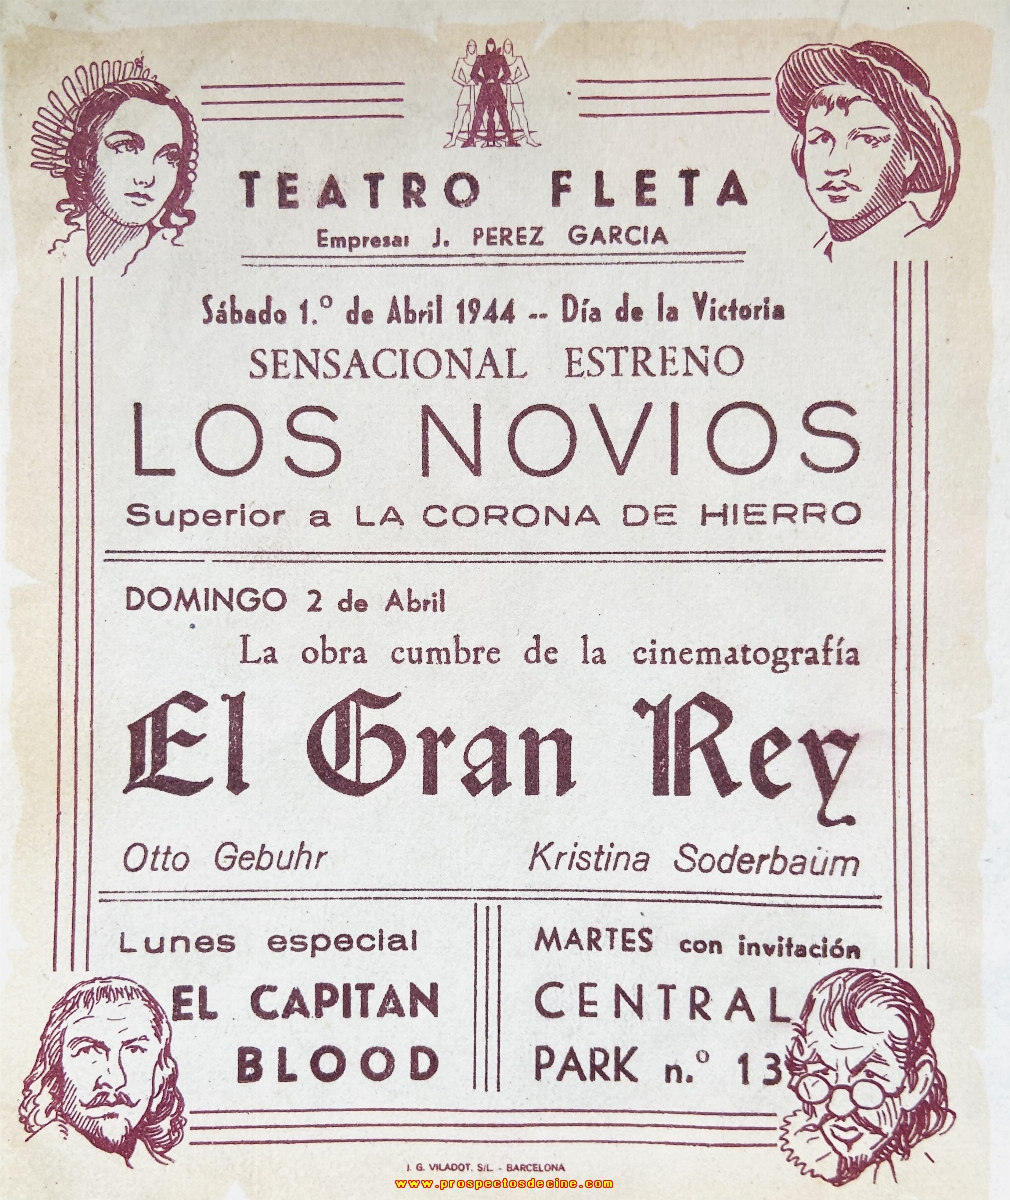 TEATRO FLETA
Empresa: J. PEREZ GARCIA
Sábado 1.º de Abril 1944 -- Día de la Victoria
SENSACIONAL ESTRENO
LOS NOVIOS
Superior a LA CORONA DE HIERRO
DOMINGO 2 de Abril
La obra cumbre de la cinematografía
El Gran Rey
Otto Gebuhr Kristina Soderbaum
Lunes especial
EL CAPITAN
BLOOD
MARTES con invitación
CENTRAL
PARK n.º 13
I. G. VILADOT. S/L. - BARCELONA
www.prospectosdecine.com